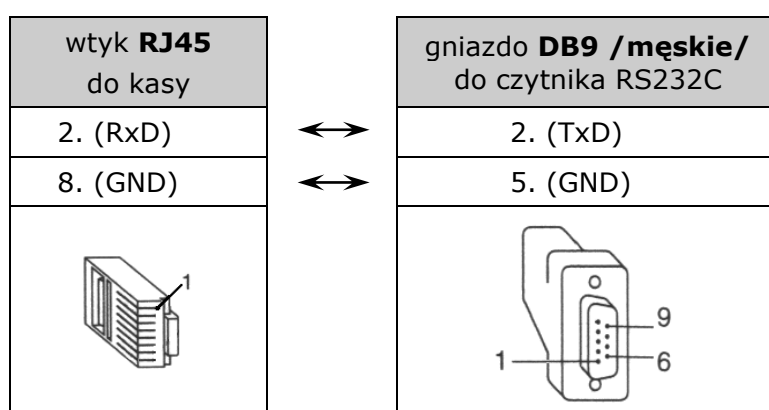 wtyk RJ45
do kasy
gniazdo DB9 /męskie/
do czytnika RS232C
2. (RxD)
2. (TxD)
8. (GND)
5. (GND)
1
9
1
6